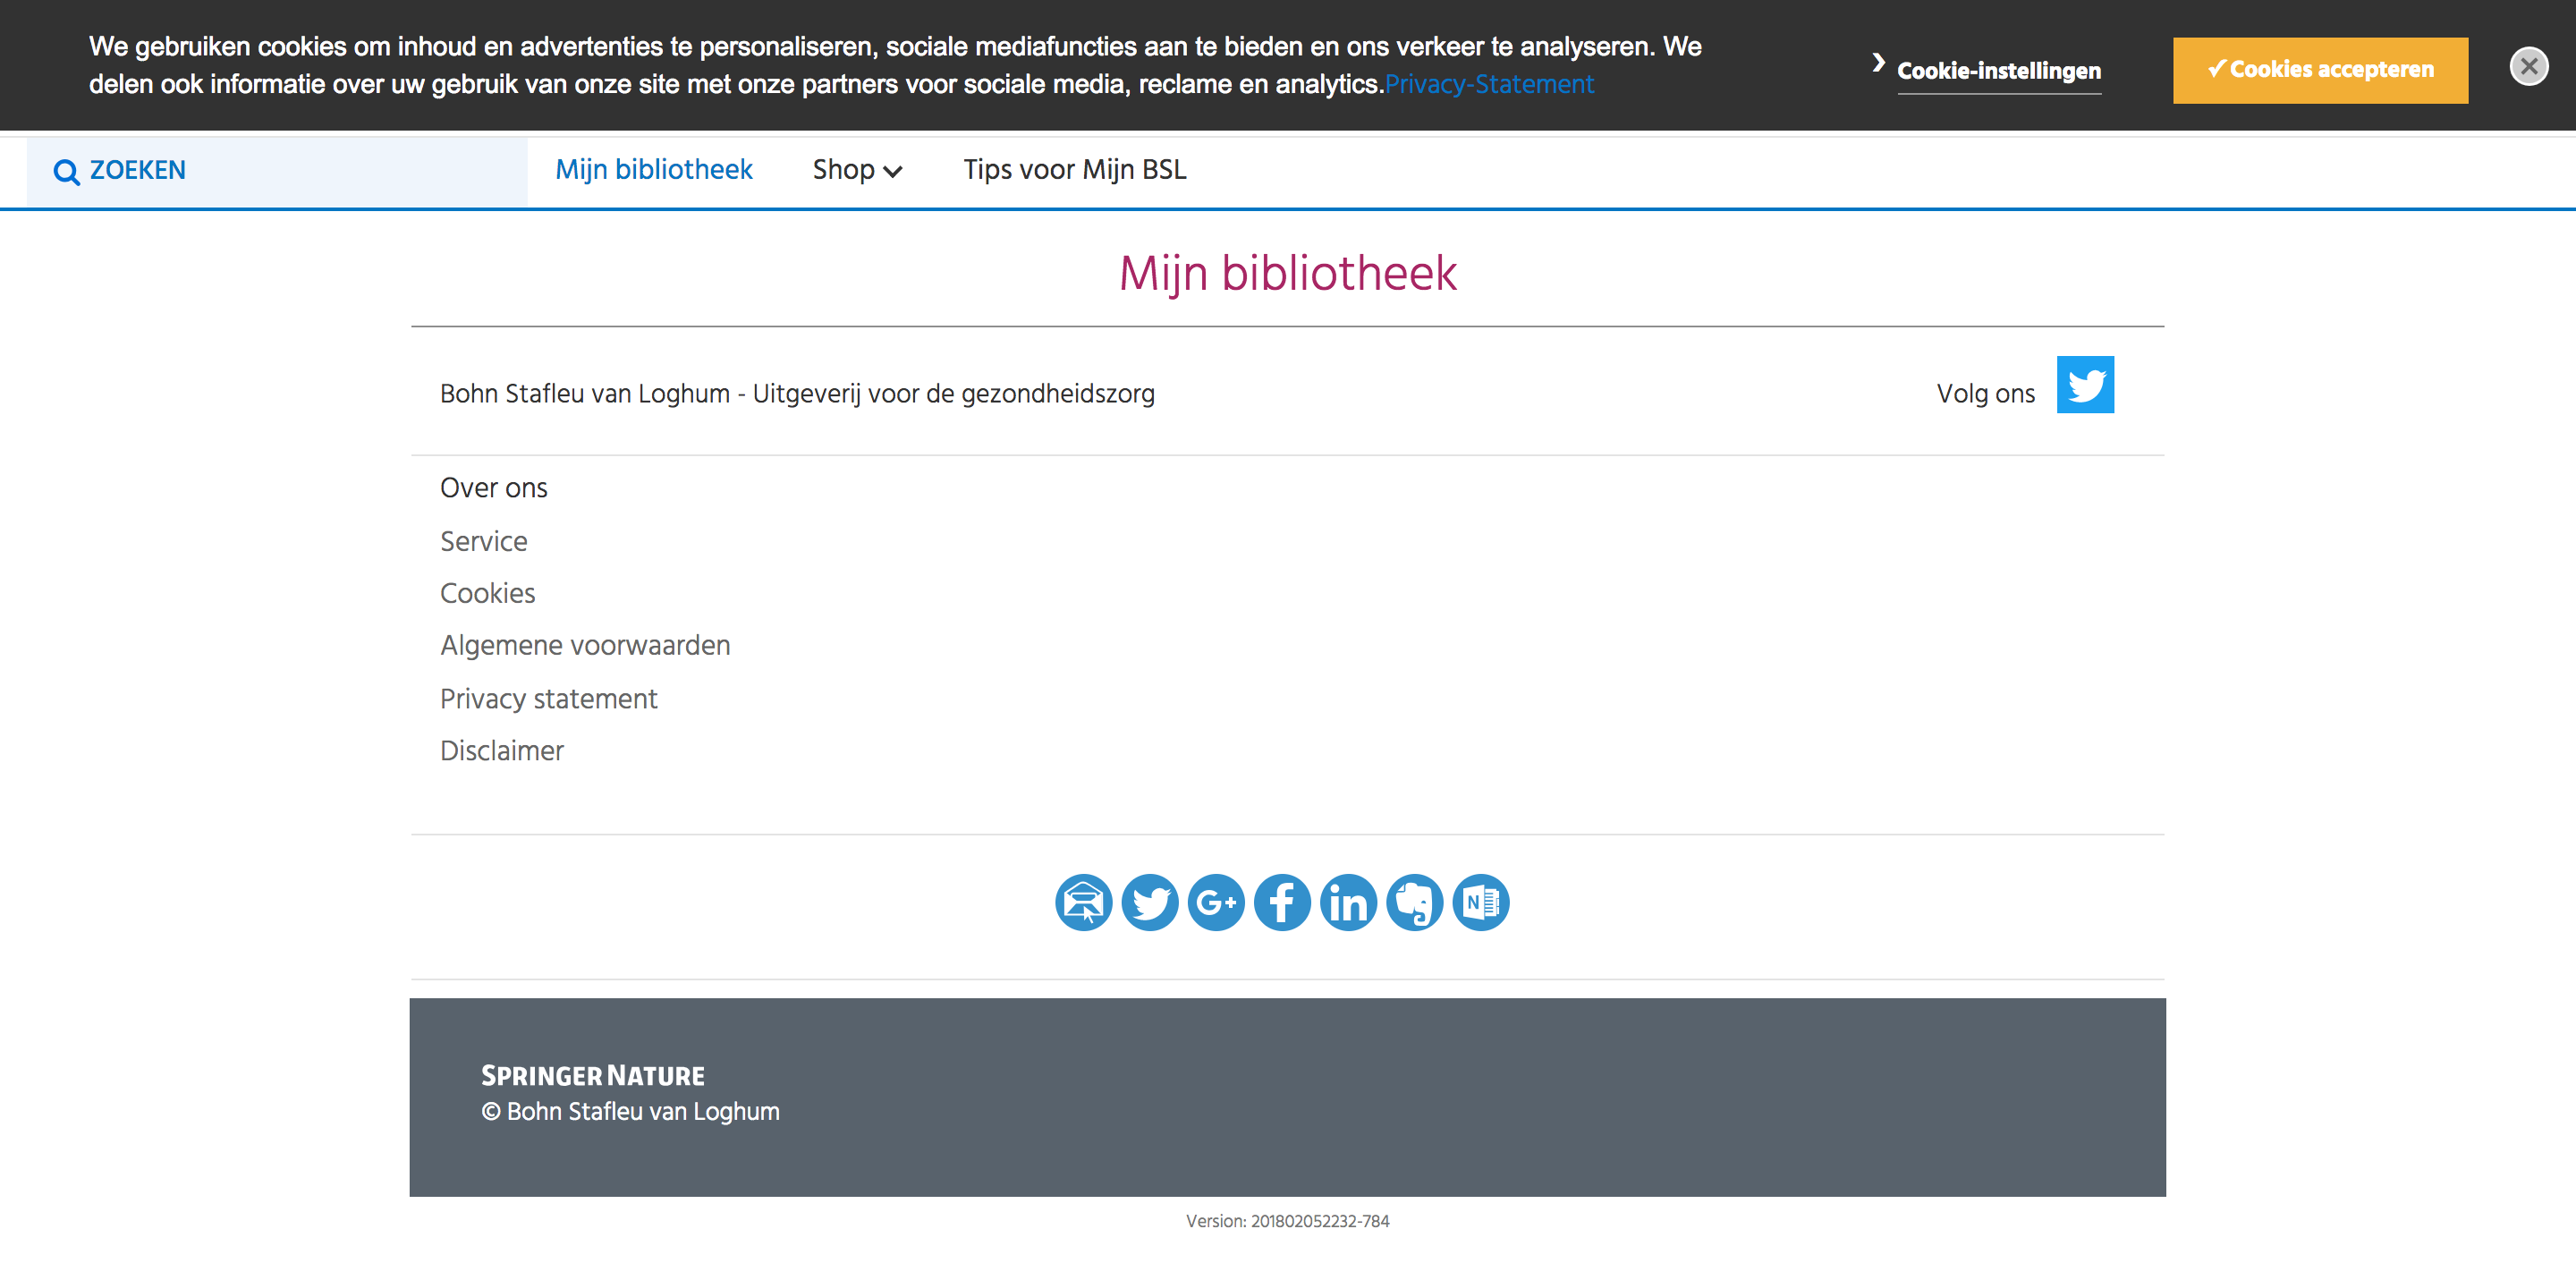 We gebruiken cookies om inhoud en advertenties te personaliseren, sociale mediafuncties aan te bieden en ons verkeer te analyseren. We
delen ook informatie over uw gebruik van onze site met onze partners voor sociale media, reclame en analytics.Privacy-Statement
Cookie-instellingen
Cookies accepteren
ZOEKEN
Mijn bibliotheek
Shop
Tips voor Mijn BSL
Mijn bibliotheek
Bohn Stafleu van Loghum - Uitgeverij voor de gezondheidszorg
Volg ons
Over ons
Service
Cookies
Algemene voorwaarden
Privacy statement
Disclaimer
G+
f
in
N
SPRINGER NATURE
© Bohn Stafleu van Loghum
Version: 201802052232-784